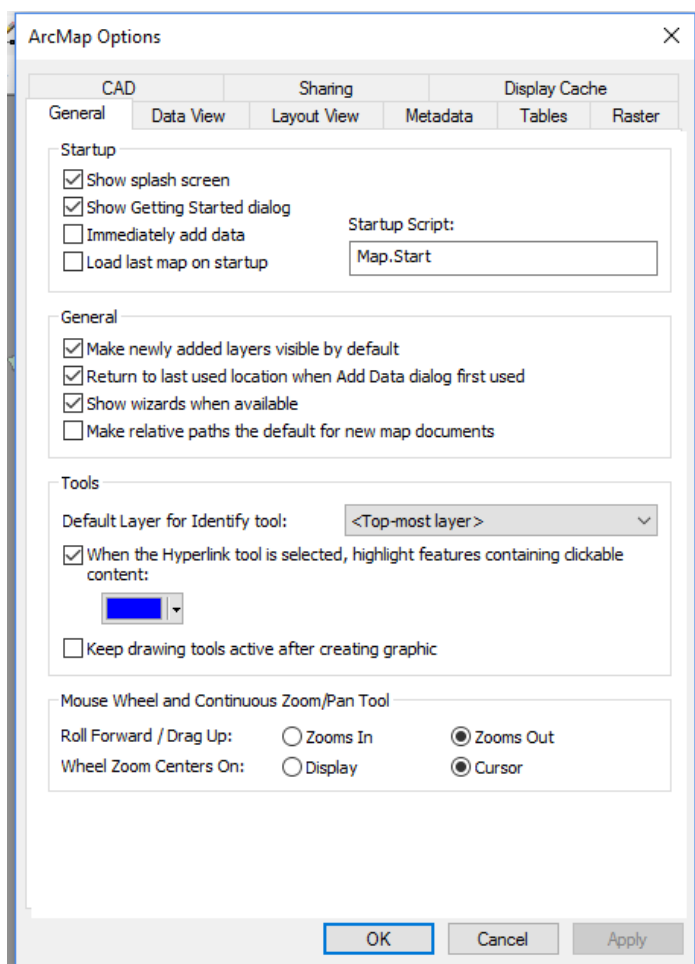 ArcMap Options
CAD Sharing Display Cache
General Data View Layout View Metadata Tables Raster
Startup
Show splash screen
Show Getting Started dialog
Immediately add data
Startup Script:
Load last map on startup
Map.Start
General
Make newly added layers visible by default
Return to last used location when Add Data dialog first used
Show wizards when available
Make relative paths the default for new map documents
Tools
Default Layer for Identify tool: <Top-most layer>
When the Hyperlink tool is selected, highlight features containing clickable
content:
Keep drawing tools active after creating graphic
Mouse Wheel and Continuous Zoom/Pan Tool
Roll Forward / Drag Up: Zooms In Zooms Out
Wheel Zoom Centers On: Display Cursor
OK Cancel Apply